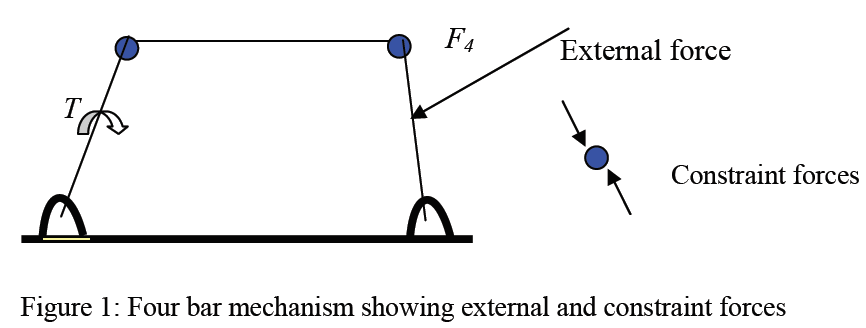 F4
External force
T
Constraint forces
Figure 1: Four bar mechanism showing external and constraint forces